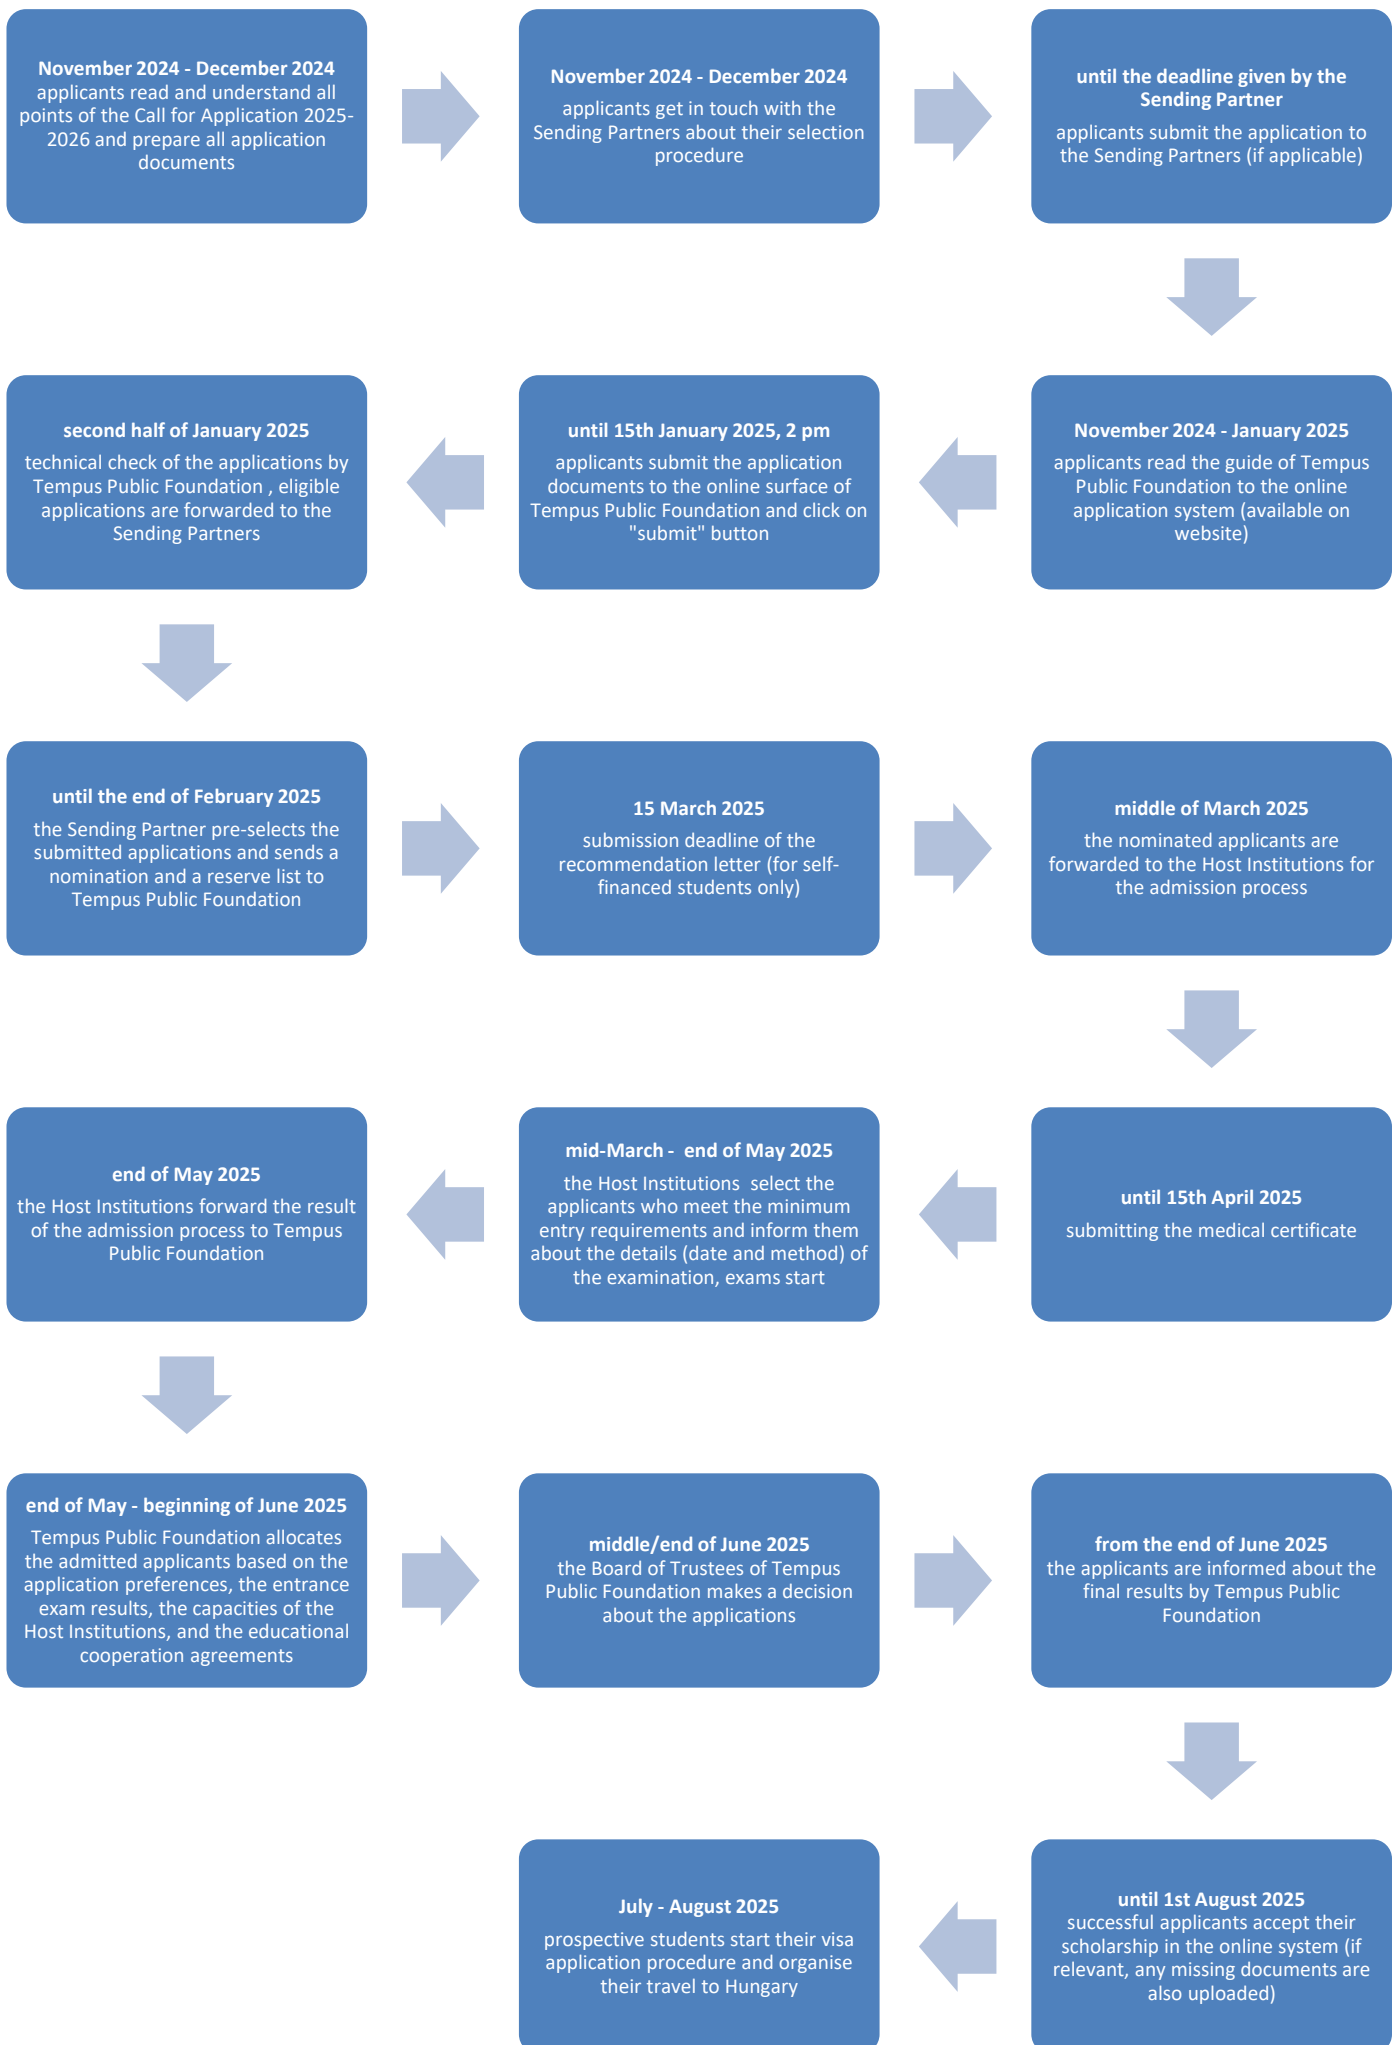 November 2024 - December 2024
applicants read and understand all
points of the Call for Application 2025-
2026 and prepare all application
documents
November 2024 - December 2024
applicants get in touch with the
Sending Partners about their selection
procedure
until the deadline given by the
Sending Partner
applicants submit the application to
the Sending Partners (if applicable)
November 2024 - January 2025
applicants read the guide of Tempus
Public Foundation to the online
application system (available on
website)
until 15th January 2025, 2 pm
applicants submit the application
documents to the online surface of
Tempus Public Foundation and click on
"submit" button
second half of January 2025
technical check of the applications by
Tempus Public Foundation , eligible
applications are forwarded to the
Sending Partners
until the end of February 2025
the Sending Partner pre-selects the
submitted applications and sends a
nomination and a reserve list to
Tempus Public Foundation
15 March 2025
submission deadline of the
recommendation letter (for self-
financed students only)
middle of March 2025
the nominated applicants are
forwarded to the Host Institutions for
the admission process
until 15th April 2025
submitting the medical certificate
mid-March -  end of May 2025
the Host Institutions  select the
applicants who meet the minimum
entry requirements and inform them
about the details (date and method) of
the examination, exams start
end of May 2025
the Host Institutions forward the result
of the admission process to Tempus
Public Foundation
end of May - beginning of June 2025
Tempus Public Foundation allocates
the admitted applicants based on the
application preferences, the entrance
exam results, the capacities of the
Host Institutions, and the educational
cooperation agreements
middle/end of June 2025
the Board of Trustees of Tempus
Public Foundation makes a decision
about the applications
from the end of June 2025
the applicants are informed about the
final results by Tempus Public
Foundation
until 1st August 2025
successful applicants accept their
scholarship in the online system (if
relevant, any missing documents are
also uploaded)
July - August 2025
prospective students start their visa
application procedure and organise
their travel to Hungary